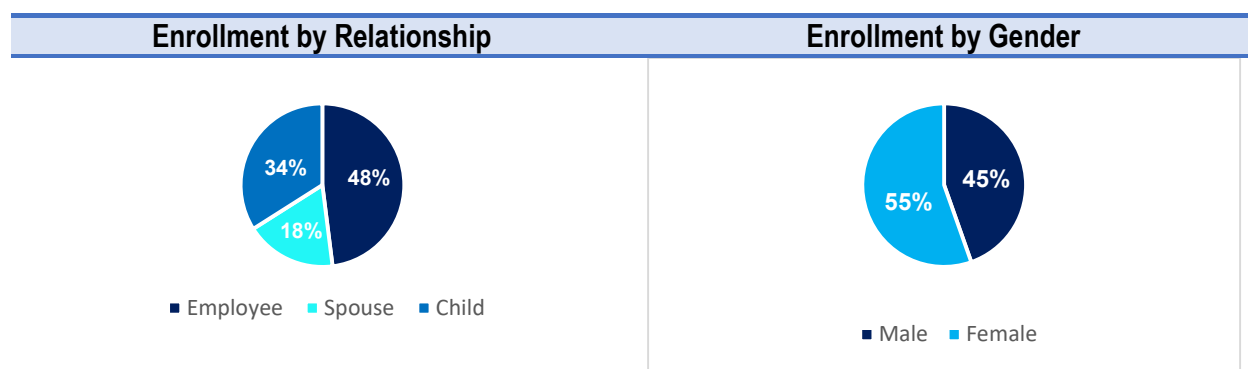 Enrollment by Relationship
34%
48%
18%
Employee Spouse Child
Enrollment by Gender
45%
55%
Male Female